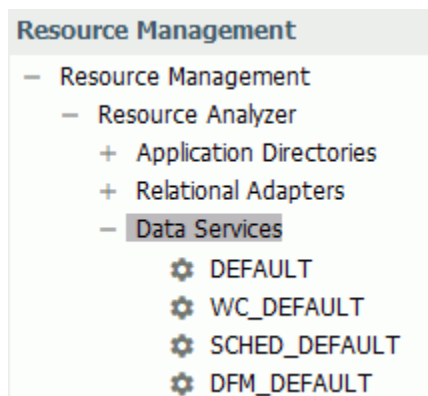 Resource Management
Resource Management
Resource Analyzer
Application Directories
Relational Adapters
Data Services
DEFAULT
WC_DEFAULT
SCHED_DEFAULT
DFM_DEFAULT